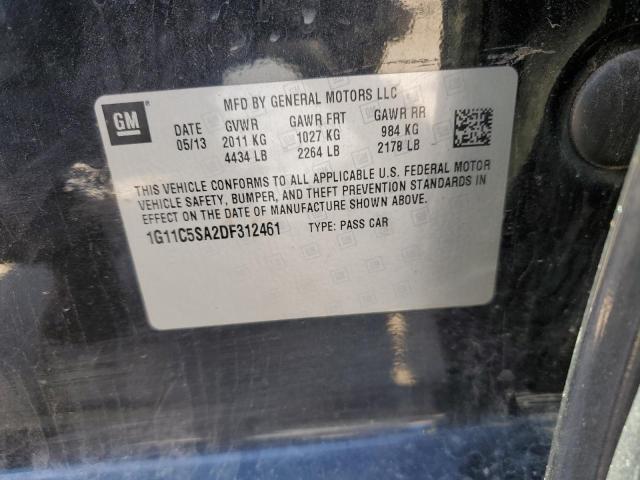 GM
MFD BY GENERAL MOTORS LLC
DATE GVWR GAWR FRT GAWR RR
05/13 2011 KG 1027 KG 984 KG
4434 LB 2264 LB 2178 LB
THIS VEHICLE CONFORMS TO ALL APPLICABLE U.S. FEDERAL MOTOR
VEHICLE SAFETY, BUMPER, AND THEFT PREVENTION STANDARDS IN
EFFECT ON THE DATE OF MANUFACTURE SHOWN ABOVE.
1G11C5SA2DF312461 TYPE: PASS CAR